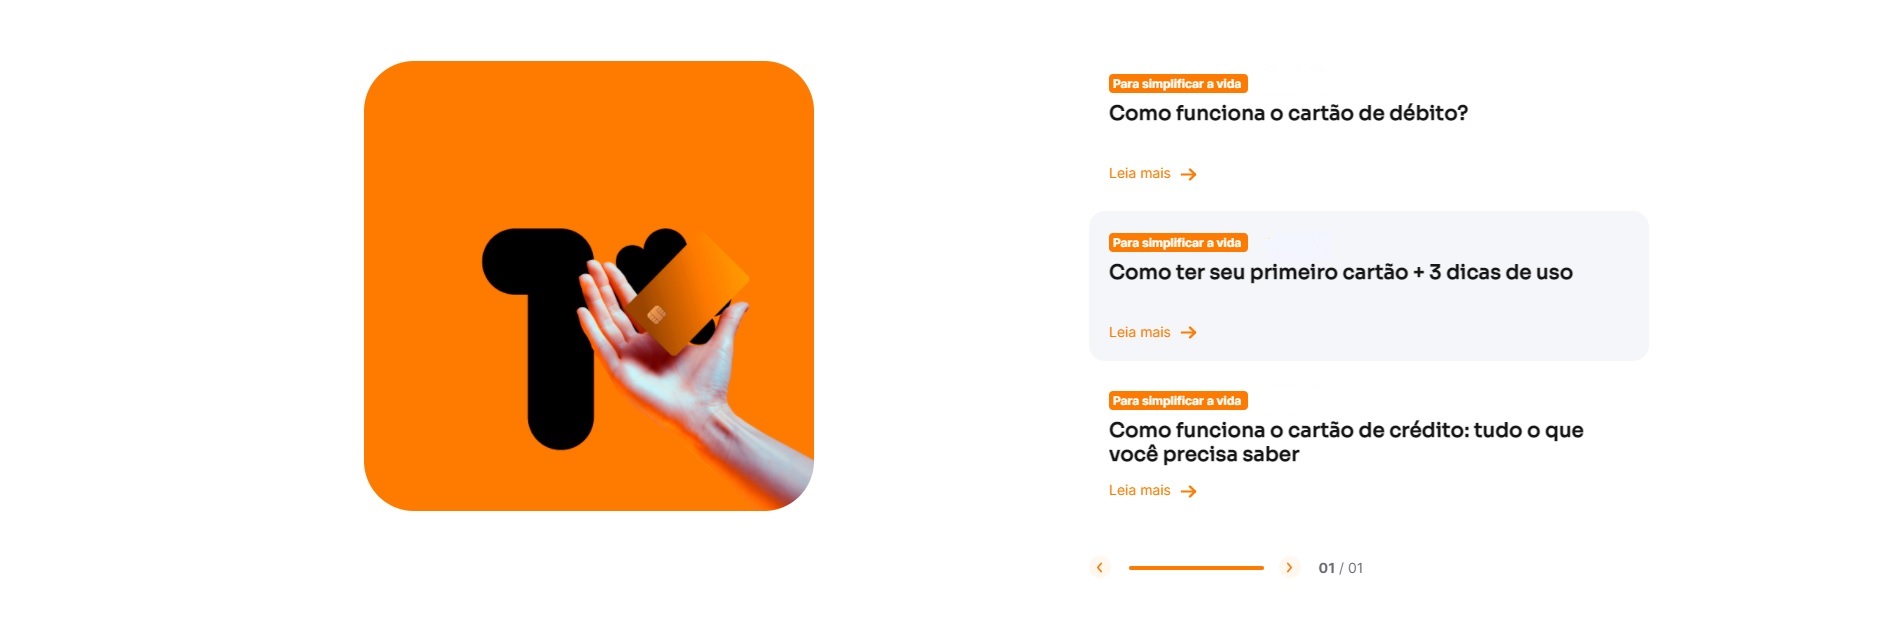 Para simplificar a vida
Como funciona o cartão de débito?
Leia mais
Para simplificar a vida
Como ter seu primeiro cartão + 3 dicas de uso
Leia mais
Para simplificar a vida
Como funciona o cartão de crédito: tudo o que
você precisa saber
Leia mais
01 / 01